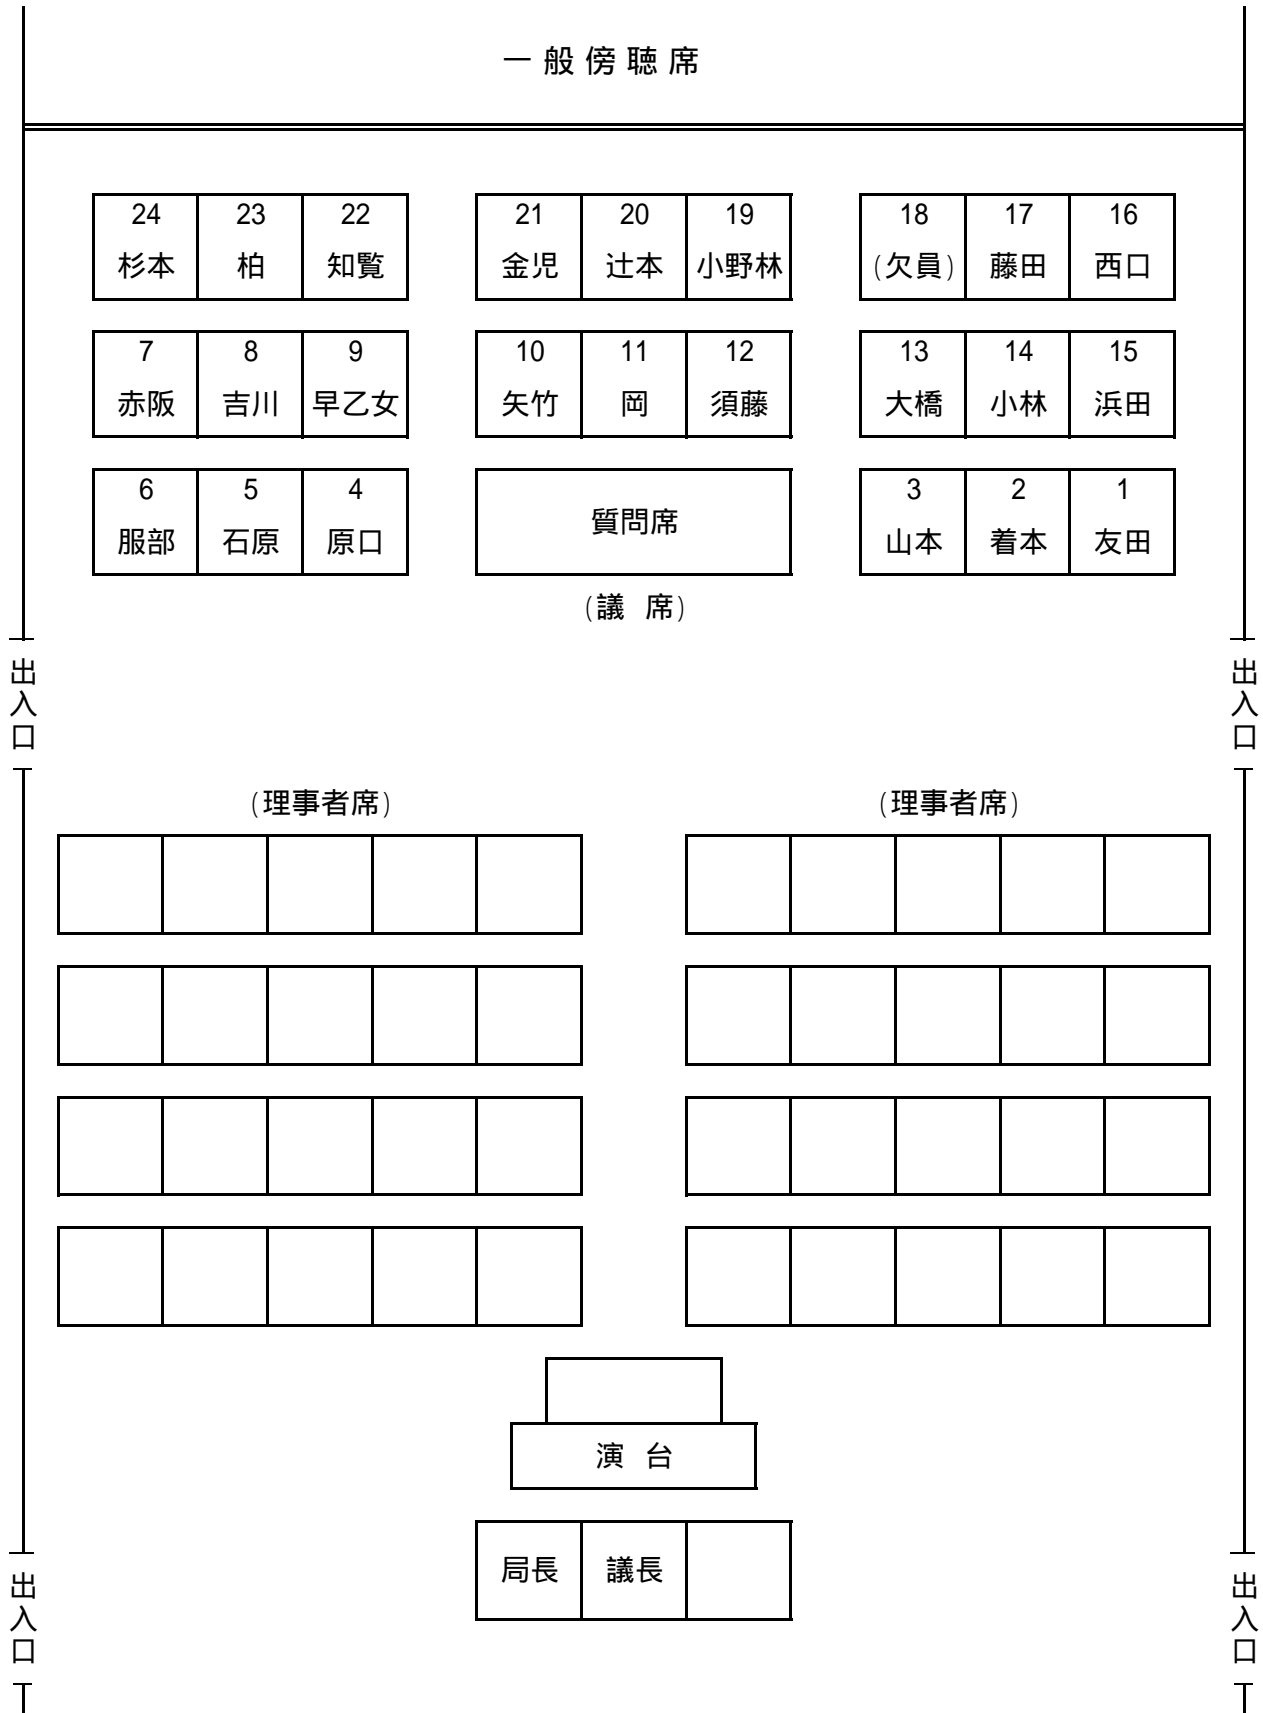 一般傍聴席
24 23 22 21 20 19 18 17 16
杉本 柏 知覧 金児 辻本 小野林 (欠員) 藤田 西口
7 8 9 10 11 12 13 14 15
赤阪 吉川 早乙女 矢竹 岡 須藤 大橋 小林 浜田
6 5 4 3 2 1
服部 石原 原口 質問席 山本 着本 友田
(議 席)
出入口 出入口
(理事者席) (理事者席)
演 台
局長 議長
出入口 出入口